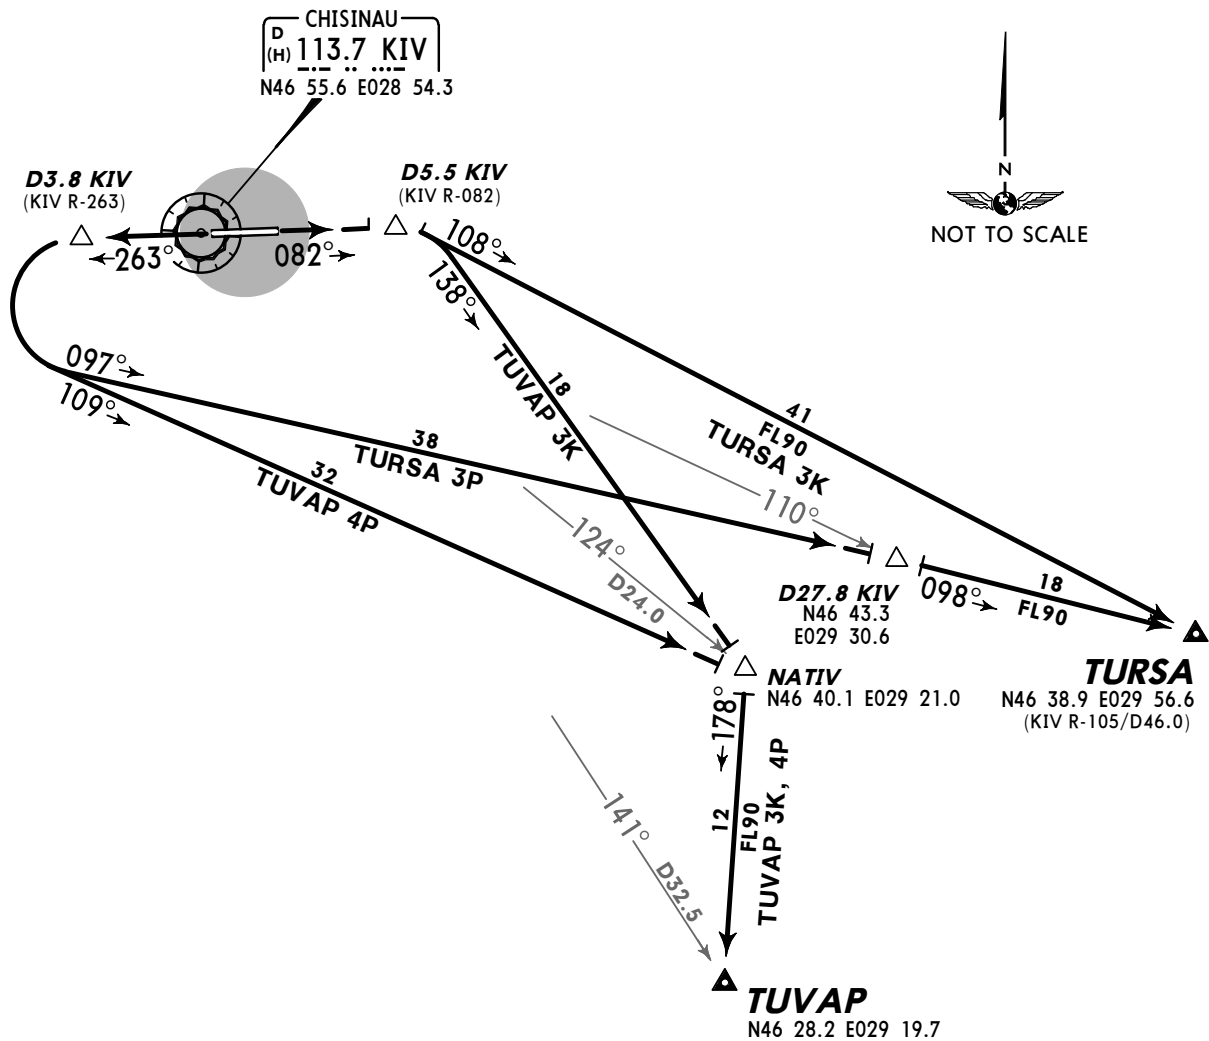 CHISINAU
D
(H) 113.7 KIV
N46 55.6 E028 54.3
D3.8 KIV
(KIV R-263)
D5.5 KIV
(KIV R-082)
N
NOT TO SCALE
263°
082°
108°
138°
097°
109°
18
TUVAP 3K
41
FL90
TURSA 3K
38
TURSA 3P
32
TUVAP 4P
110°
124°
D24.0
D27.8 KIV
N46 43.3
E029 30.6
098°
18
FL90
TURSA
N46 38.9 E029 56.6
(KIV R-105/D46.0)
NATIV
N46 40.1 E029 21.0
178°
12
FL90
TUVAP 3K, 4P
141°
D32.5
TUVAP
N46 28.2 E029 19.7